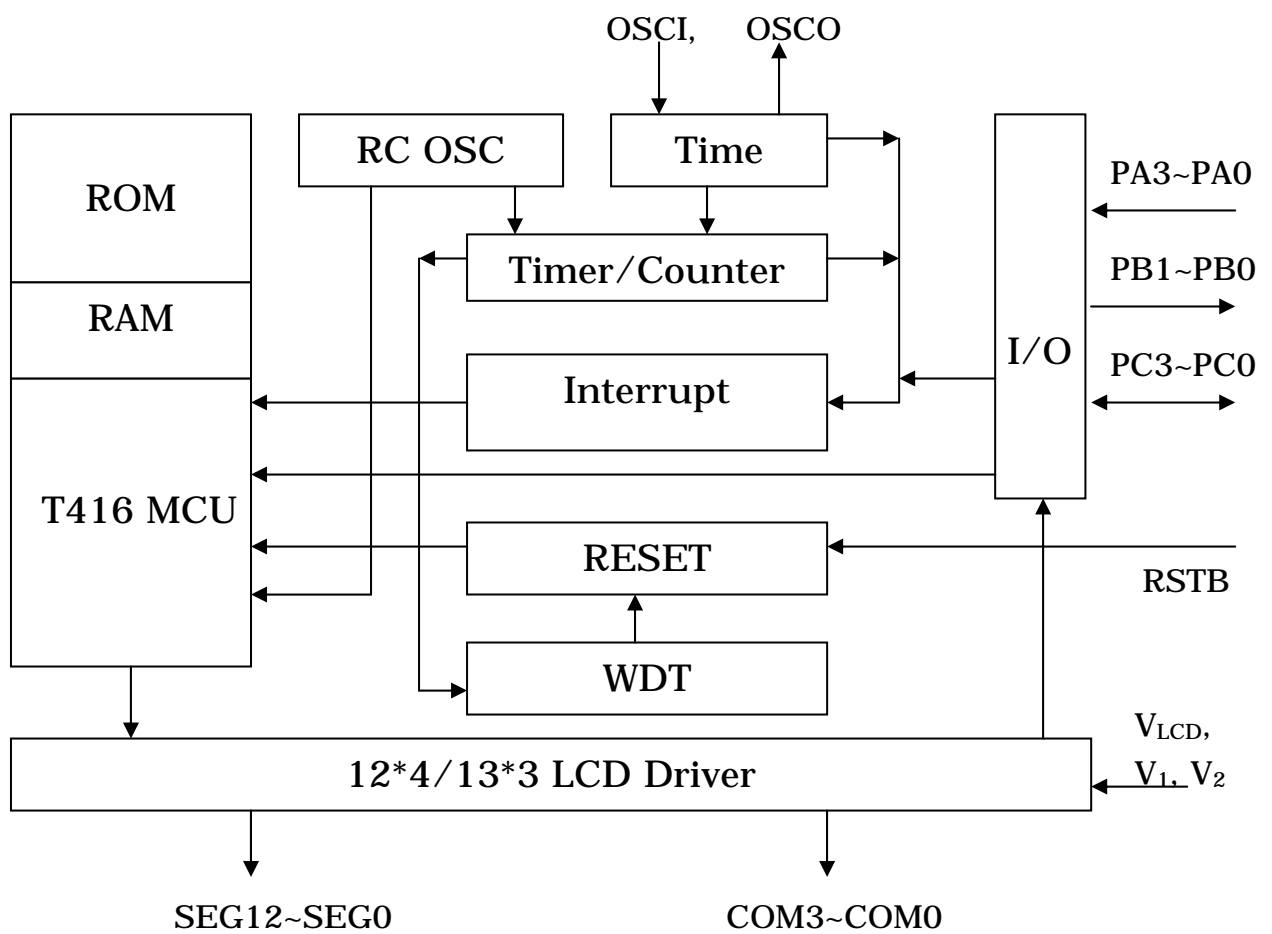 OSCI, OSCO
ROM
RC OSC
Time
PA3~PA0
Timer/Counter
PB1~PB0
RAM
I/O
PC3~PC0
Interrupt
T416 MCU
RESET
RSTB
WDT
VLCD,
V1, V2
12*4/13*3 LCD Driver
SEG12~SEG0
COM3~COM0